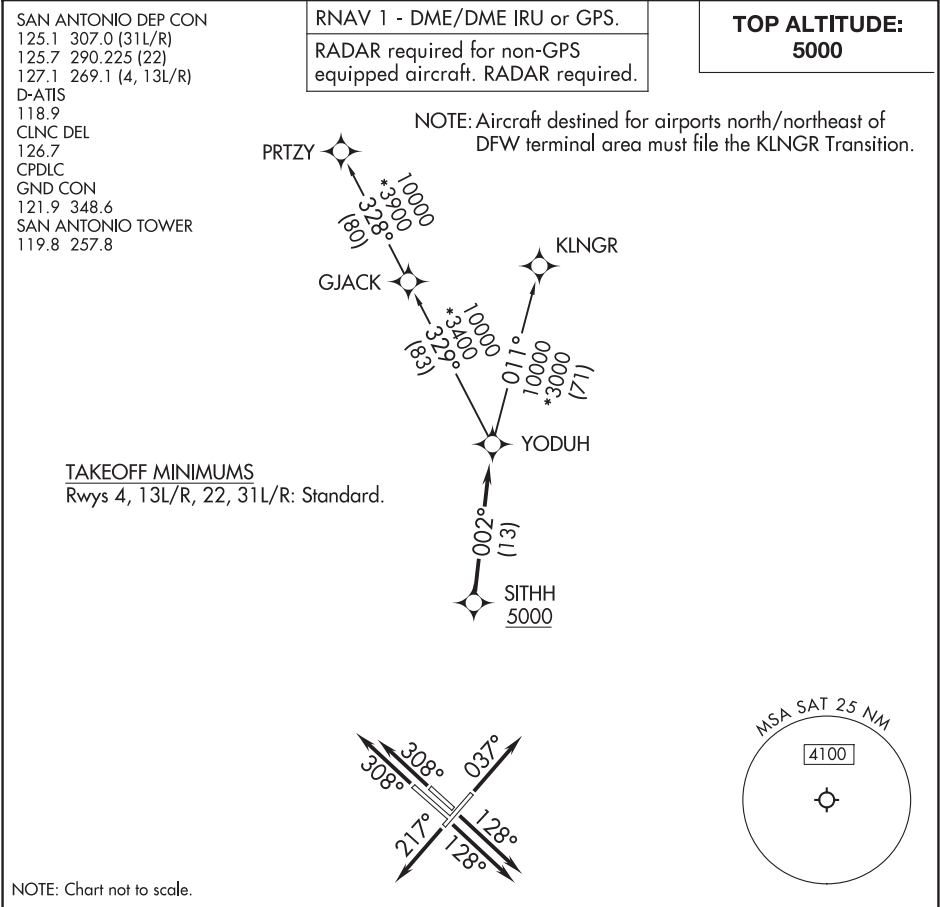 SAN ANTONIO DEP CON
125.1 307.0 (31L/R)
125.7 290.225 (22)
127.1 269.1 (4, 13L/R)
D-ATIS
118.9
CLNC DEL
126.7
CPDLC
GND CON
121.9 348.6
SAN ANTONIO TOWER
119.8 257.8
RNAV 1 - DME/DME IRU or GPS.
RADAR required for non-GPS
equipped aircraft. RADAR required.
TOP ALTITUDE:
5000
NOTE: Aircraft destined for airports north/northeast of
DFW terminal area must file the KLNGR Transition.
PRTZY
10000
*3900
328°
(80)
GJACK
KLNGR
10000
*3400
329°
(83)
011°
10000
*3000
(71)
YODUH
TAKEOFF MINIMUMS
Rwys 4, 13L/R, 22, 31L/R: Standard.
002°
(13)
SITHH
5000
308°
308°
037°
217°
128°
128°
MSA SAT 25 NM
4100
NOTE: Chart not to scale.